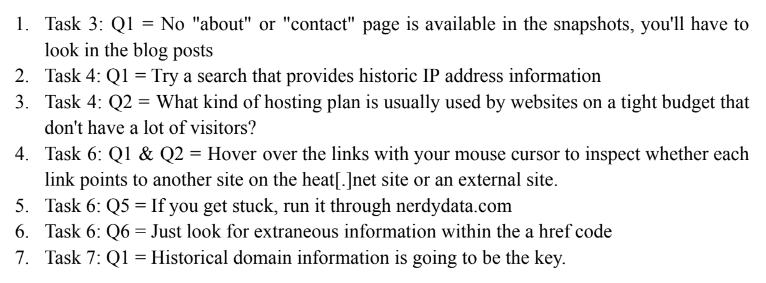 1. Task 3: Q1 = No "about" or "contact" page is available in the snapshots, you'll have to
look in the blog posts
2. Task 4: Q1 = Try a search that provides historic IP address information
3. Task 4: Q2 = What kind of hosting plan is usually used by websites on a tight budget that
don't have a lot of visitors?
4. Task 6: Q1 & Q2 = Hover over the links with your mouse cursor to inspect whether each
link points to another site on the heat[.]net site or an external site.
5. Task 6: Q5 = If you get stuck, run it through nerdydata.com
6. Task 6: Q6 = Just look for extraneous information within the a href code
7. Task 7: Q1 = Historical domain information is going to be the key.